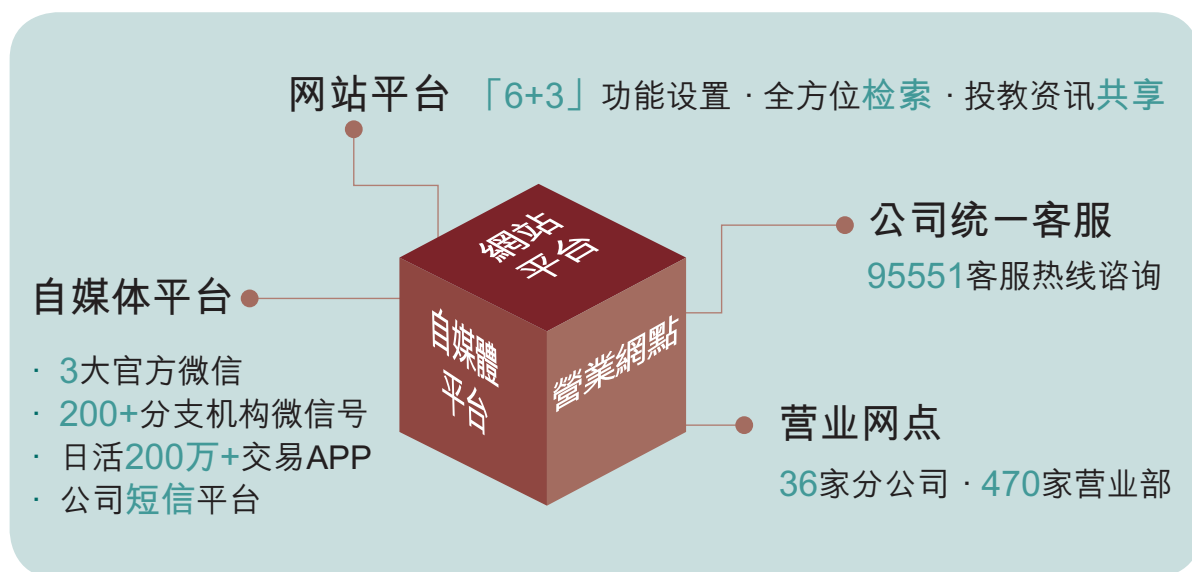 网站平台 「6+3」功能设置 · 全方位检索 · 投教资讯共享
網站
平台
公司统一客服
95551客服热线谘询
自媒体平台
· 3大官方微信
· 200+分支机构微信号
· 日活200万+交易APP
· 公司短信平台
自媒體
平台
營業網點
营业网点
36家分公司 · 470家营业部